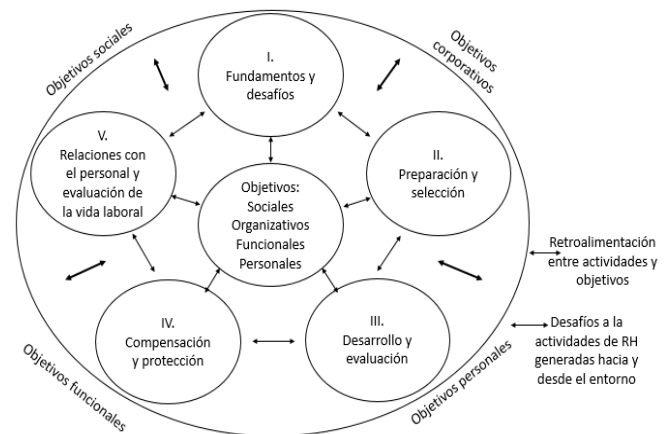 Objetivos sociales
Objetivos
corporativos
I.
Fundamentos y
desafíos
V.
Relaciones con
el personal y
evaluación de
la vida laboral
II.
Preparación y
selección
Objetivos:
Sociales
Organizativos
Funcionales
Personales
IV.
Compensación
y protección
III.
Desarrollo y
evaluación
Objetivos funcionales
Objetivos personales
Retroalimentación
entre actividades y
objetivos
Desafíos a la
actividades de RH
generadas hacia y
desde el entorno